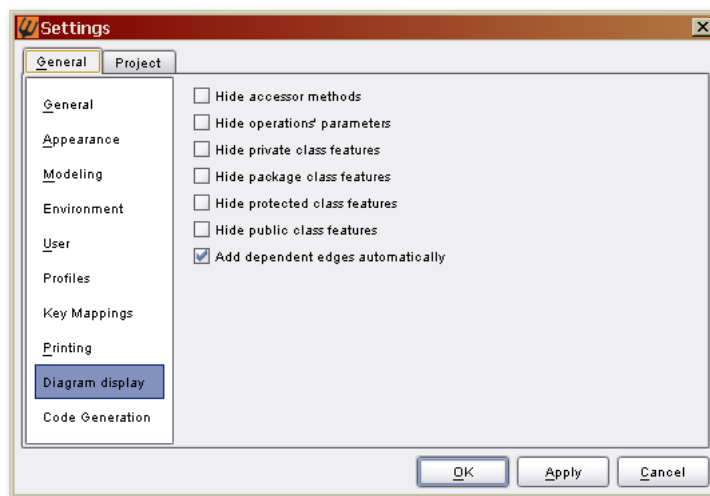 Settings
General Project
General
Appearance
Modeling
Environment
User
Profiles
Key Mappings
Printing
Diagram display
Code Generation
Hide accessor methods
Hide operations' parameters
Hide private class features
Hide package class features
Hide protected class features
Hide public class features
Add dependent edges automatically
OK Apply Cancel